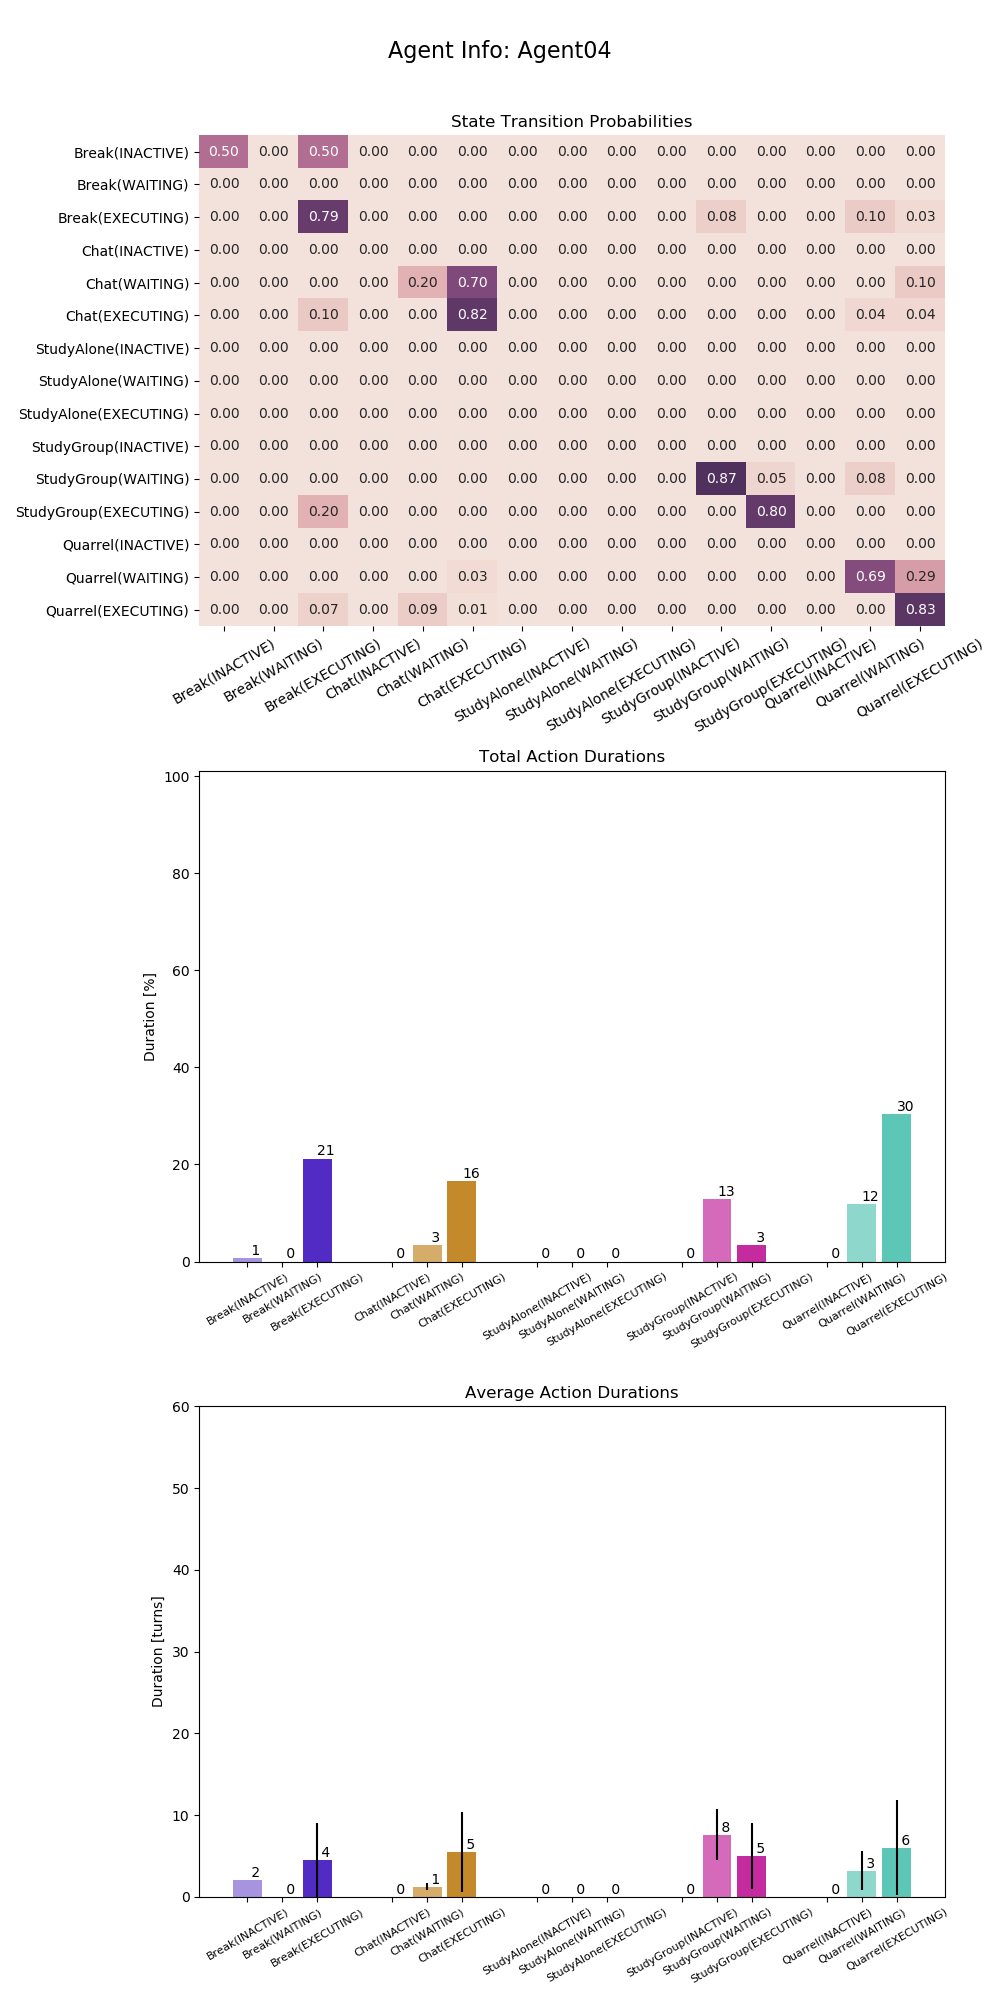 Agent Info: Agent04
State Transition Probabilities
Break(INACTIVE) 0.50 0.00 0.50 0.00 0.00 0.00 0.00 0.00 0.00 0.00 0.00 0.00 0.00 0.00 0.00
Break(WAITING) 0.00 0.00 0.00 0.00 0.00 0.00 0.00 0.00 0.00 0.00 0.00 0.00 0.00 0.00 0.00
Break(EXECUTING) 0.00 0.00 0.79 0.00 0.00 0.00 0.00 0.00 0.00 0.00 0.08 0.00 0.00 0.10 0.03
Chat(INACTIVE) 0.00 0.00 0.00 0.00 0.00 0.00 0.00 0.00 0.00 0.00 0.00 0.00 0.00 0.00 0.00
Chat(WAITING) 0.00 0.00 0.00 0.00 0.20 0.70 0.00 0.00 0.00 0.00 0.00 0.00 0.00 0.00 0.10
Chat(EXECUTING) 0.00 0.00 0.10 0.00 0.00 0.82 0.00 0.00 0.00 0.00 0.00 0.00 0.00 0.04 0.04
StudyAlone(INACTIVE) 0.00 0.00 0.00 0.00 0.00 0.00 0.00 0.00 0.00 0.00 0.00 0.00 0.00 0.00 0.00
StudyAlone(WAITING) 0.00 0.00 0.00 0.00 0.00 0.00 0.00 0.00 0.00 0.00 0.00 0.00 0.00 0.00 0.00
StudyAlone(EXECUTING) 0.00 0.00 0.00 0.00 0.00 0.00 0.00 0.00 0.00 0.00 0.00 0.00 0.00 0.00 0.00
StudyGroup(INACTIVE) 0.00 0.00 0.00 0.00 0.00 0.00 0.00 0.00 0.00 0.00 0.00 0.00 0.00 0.00 0.00
StudyGroup(WAITING) 0.00 0.00 0.00 0.00 0.00 0.00 0.00 0.00 0.00 0.00 0.87 0.05 0.00 0.08 0.00
StudyGroup(EXECUTING) 0.00 0.00 0.20 0.00 0.00 0.00 0.00 0.00 0.00 0.00 0.00 0.80 0.00 0.00 0.00
Quarrel(INACTIVE) 0.00 0.00 0.00 0.00 0.00 0.00 0.00 0.00 0.00 0.00 0.00 0.00 0.00 0.00 0.00
Quarrel(WAITING) 0.00 0.00 0.00 0.00 0.00 0.03 0.00 0.00 0.00 0.00 0.00 0.00 0.00 0.69 0.29
Quarrel(EXECUTING) 0.00 0.00 0.07 0.00 0.09 0.01 0.00 0.00 0.00 0.00 0.00 0.00 0.00 0.00 0.83
Break(INACTIVE) Break(WAITING) Break(EXECUTING) Chat(INACTIVE) Chat(WAITING) Chat(EXECUTING) StudyAlone(INACTIVE) StudyAlone(WAITING) StudyAlone(EXECUTING) StudyGroup(INACTIVE) StudyGroup(WAITING) StudyGroup(EXECUTING) Quarrel(INACTIVE) Quarrel(WAITING) Quarrel(EXECUTING)
Total Action Durations
Duration [%]
100
80
60
40
20
0
1 0 21 0 3 16 0 0 0 0 13 3 0 12 30
Break(INACTIVE) Break(WAITING) Break(EXECUTING) Chat(INACTIVE) Chat(WAITING) Chat(EXECUTING) StudyAlone(INACTIVE) StudyAlone(WAITING) StudyAlone(EXECUTING) StudyGroup(INACTIVE) StudyGroup(WAITING) StudyGroup(EXECUTING) Quarrel(INACTIVE) Quarrel(WAITING) Quarrel(EXECUTING)
Average Action Durations
Duration [turns]
60
50
40
30
20
10
0
2 0 4 0 1 5 0 0 0 0 8 5 0 3 6
Break(INACTIVE) Break(WAITING) Break(EXECUTING) Chat(INACTIVE) Chat(WAITING) Chat(EXECUTING) StudyAlone(INACTIVE) StudyAlone(WAITING) StudyAlone(EXECUTING) StudyGroup(INACTIVE) StudyGroup(WAITING) StudyGroup(EXECUTING) Quarrel(INACTIVE) Quarrel(WAITING) Quarrel(EXECUTING)